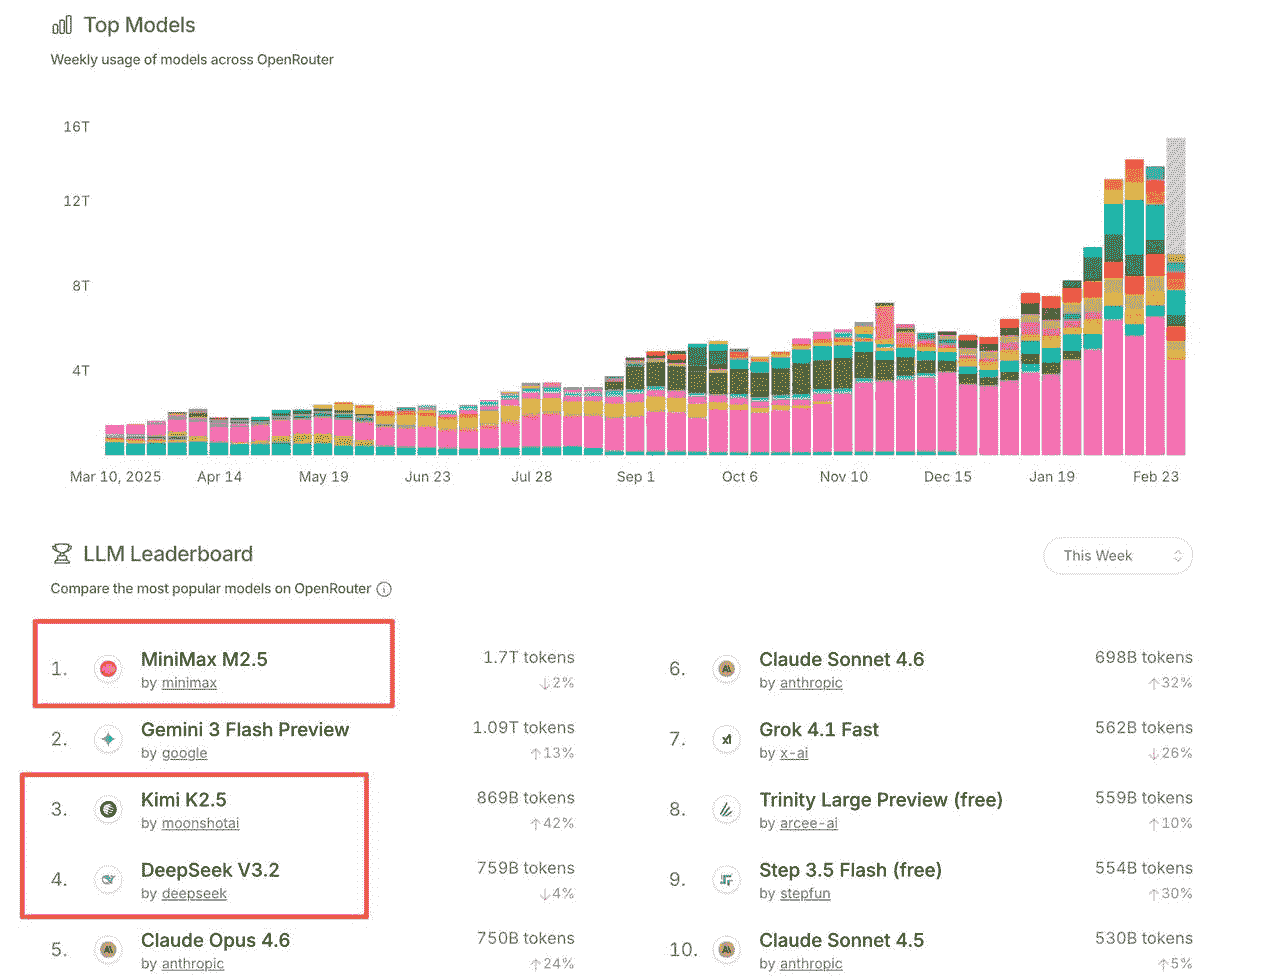 Top Models
Weekly usage of models across OpenRouter
16T
12T
8T
4T
Mar 10, 2025
Apr 14
May 19
Jun 23
Jul 28
Sep 1
Oct 6
Nov 10
Dec 15
Jan 19
Feb 23
LLM Leaderboard
This Week
Compare the most popular models on OpenRouter
1.
MiniMax M2.5
by minimax
1.7T tokens
↓2%
2.
Gemini 3 Flash Preview
by google
1.09T tokens
↑13%
3.
Kimi K2.5
by moonshotai
869B tokens
↑42%
4.
DeepSeek V3.2
by deepseek
759B tokens
↓4%
5.
Claude Opus 4.6
by anthropic
750B tokens
↑24%
6.
Claude Sonnet 4.6
by anthropic
698B tokens
↑32%
7.
Grok 4.1 Fast
by x-ai
562B tokens
↓26%
8.
Trinity Large Preview (free)
by arcee-ai
559B tokens
↑10%
9.
Step 3.5 Flash (free)
by stepfun
554B tokens
↑30%
10.
Claude Sonnet 4.5
by anthropic
530B tokens
↑5%